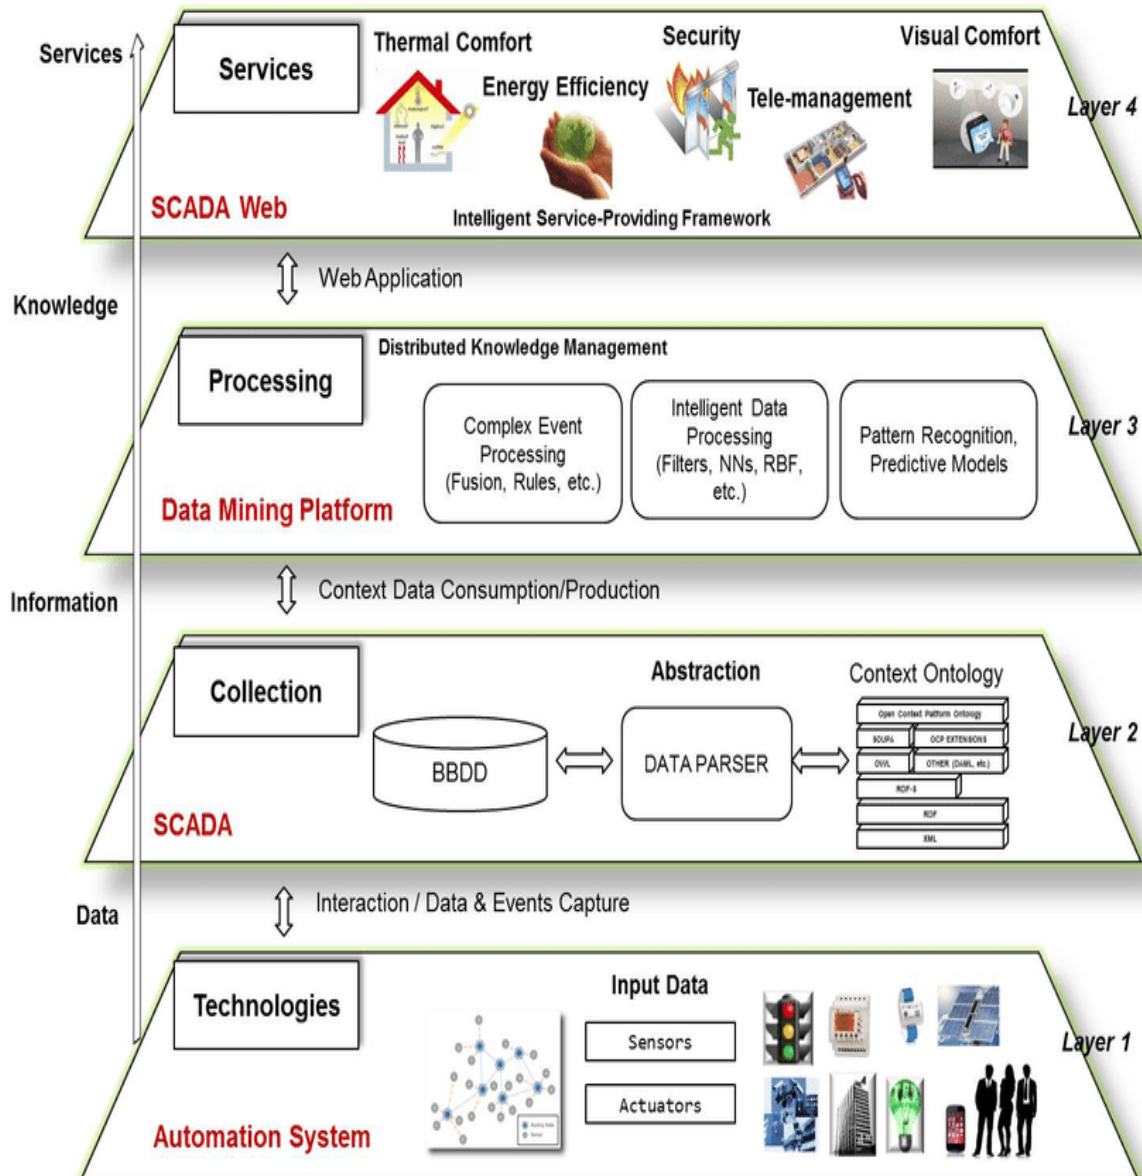 Services
Services
Thermal Comfort
Energy Efficiency
Security
Tele-management
Visual Comfort
Layer 4
SCADA Web
Intelligent Service-Providing Framework
Web Application
Knowledge
Processing
Distributed Knowledge Management
Complex Event
Processing
(Fusion, Rules, etc.)
Intelligent Data
Processing
(Filters, NNs, RBF,
etc.)
Pattern Recognition,
Predictive Models
Layer 3
Data Mining Platform
Context Data Consumption/Production
Information
Collection
Abstraction
Context Ontology
BBDD
DATA PARSER
Open Context Platform Ontology
SOUPA
OCP EXTENSIONS
OWL
OTHER (DAML, etc.)
RDF-S
RDF
XML
Layer 2
SCADA
Interaction / Data & Events Capture
Data
Technologies
Input Data
Sensors
Actuators
Layer 1
Automation System